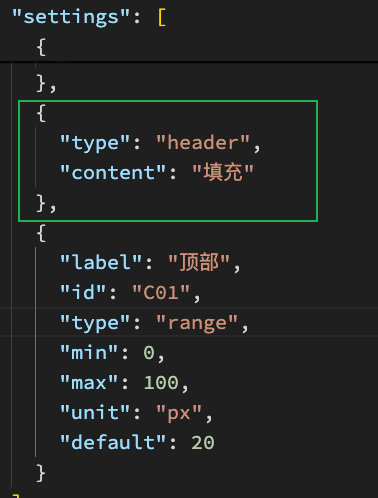 "settings": [
{
},
{
"type": "header",
"content": "填充"
},
{
"label": "顶部",
"id": "C01",
"type": "range",
"min": 0,
"max": 100,
"unit": "px",
"default": 20
}